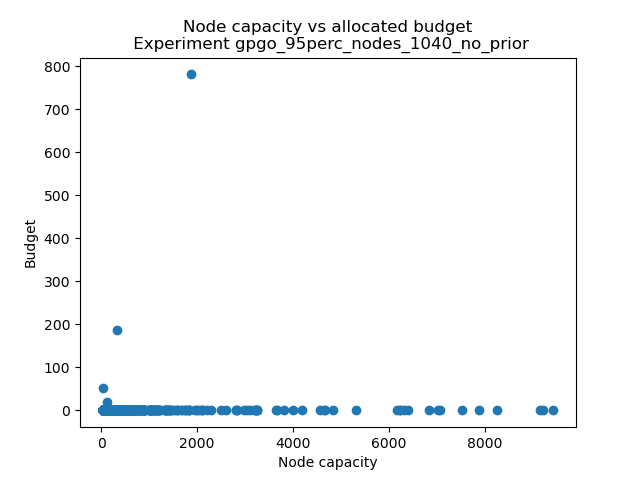 Node capacity vs allocated budget
Experiment gpgo_95perc_nodes_1040_no_prior
800
700
600
500
400
300
200
100
0
Budget
0 2000 4000 6000 8000
Node capacity